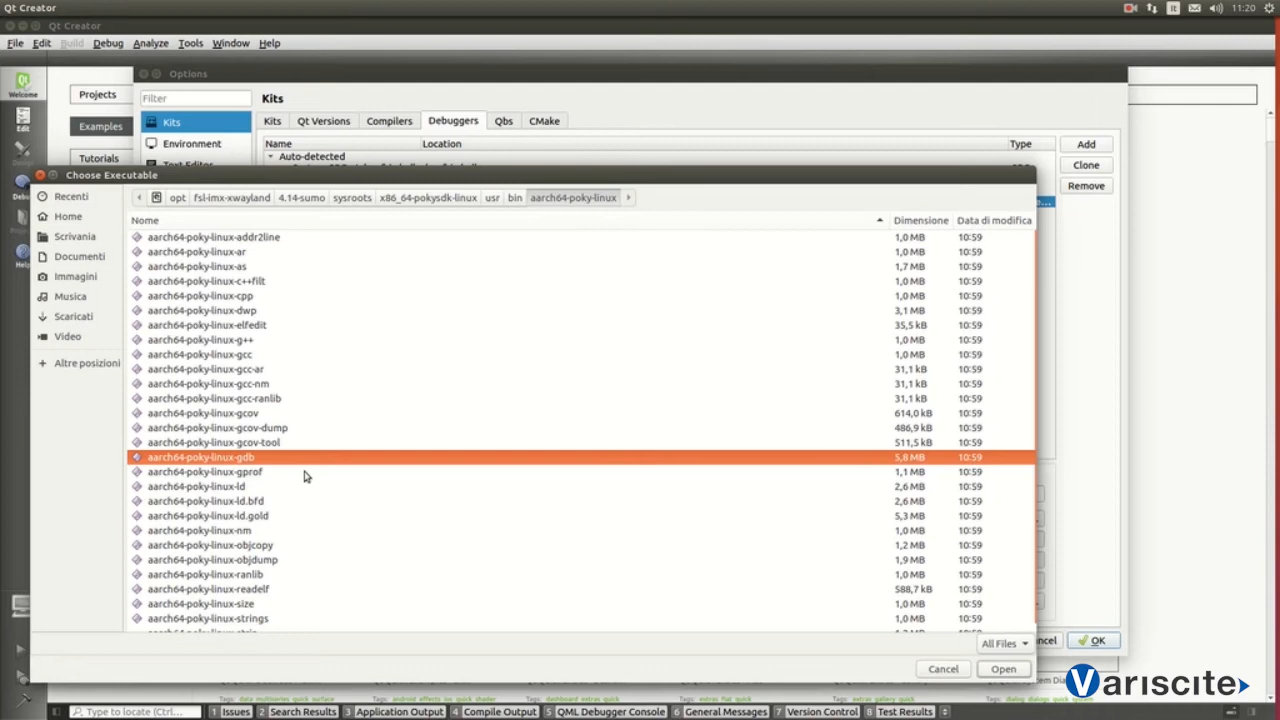 Qt Creator
It
11:20
Qt Creator
File Edit Build Debug Analyze Tools Window Help
Options
Welcome
Projects
Filter
Kits
Edit
Kits
Kits Qt Versions Compilers Debuggers Qbs CMake
Examples
Environment
Name Location Type
Add
Tutorials
Auto-detected
Clone
Choose Executable
Remove
Recenti
opt fsl-imx-xwayland 4.14-sumo sysroots x86_64-pokysdk-linux usr bin aarch64-poky-linux
Home
Nome Dimensione Data di modifica
Scrivania
Documenti
Immagini
Musica
Scaricati
Video
Altre posizioni
aarch64-poky-linux-addr2line 1,0 MB 10:59
aarch64-poky-linux-ar 1,0 MB 10:59
aarch64-poky-linux-as 1,7 MB 10:59
aarch64-poky-linux-c++filt 1,0 MB 10:59
aarch64-poky-linux-cpp 1,0 MB 10:59
aarch64-poky-linux-dwp 3,1 MB 10:59
aarch64-poky-linux-elfedit 35,5 kB 10:59
aarch64-poky-linux-g++ 1,0 MB 10:59
aarch64-poky-linux-gcc 1,0 MB 10:59
aarch64-poky-linux-gcc-ar 31,1 kB 10:59
aarch64-poky-linux-gcc-nm 31,1 kB 10:59
aarch64-poky-linux-gcc-ranlib 31,1 kB 10:59
aarch64-poky-linux-gcov 614,0 kB 10:59
aarch64-poky-linux-gcov-dump 486,9 kB 10:59
aarch64-poky-linux-gcov-tool 511,5 kB 10:59
aarch64-poky-linux-gdb 5,8 MB 10:59
aarch64-poky-linux-gprof 1,1 MB 10:59
aarch64-poky-linux-ld 2,6 MB 10:59
aarch64-poky-linux-ld.bfd 2,6 MB 10:59
aarch64-poky-linux-ld.gold 5,3 MB 10:59
aarch64-poky-linux-nm 1,0 MB 10:59
aarch64-poky-linux-objcopy 1,2 MB 10:59
aarch64-poky-linux-objdump 1,9 MB 10:59
aarch64-poky-linux-ranlib 1,0 MB 10:59
aarch64-poky-linux-readelf 588,7 kB 10:59
aarch64-poky-linux-size 1,0 MB 10:59
aarch64-poky-linux-strings 1,0 MB 10:59
All Files
OK
Cancel Open
Variscite
Type to locate (Ctrl+...) 1 Issues 2 Search Results 3 Application Output 4 Compile Output 5 QML Debugger Console 6 General Messages 7 Version Control 8 Test Results